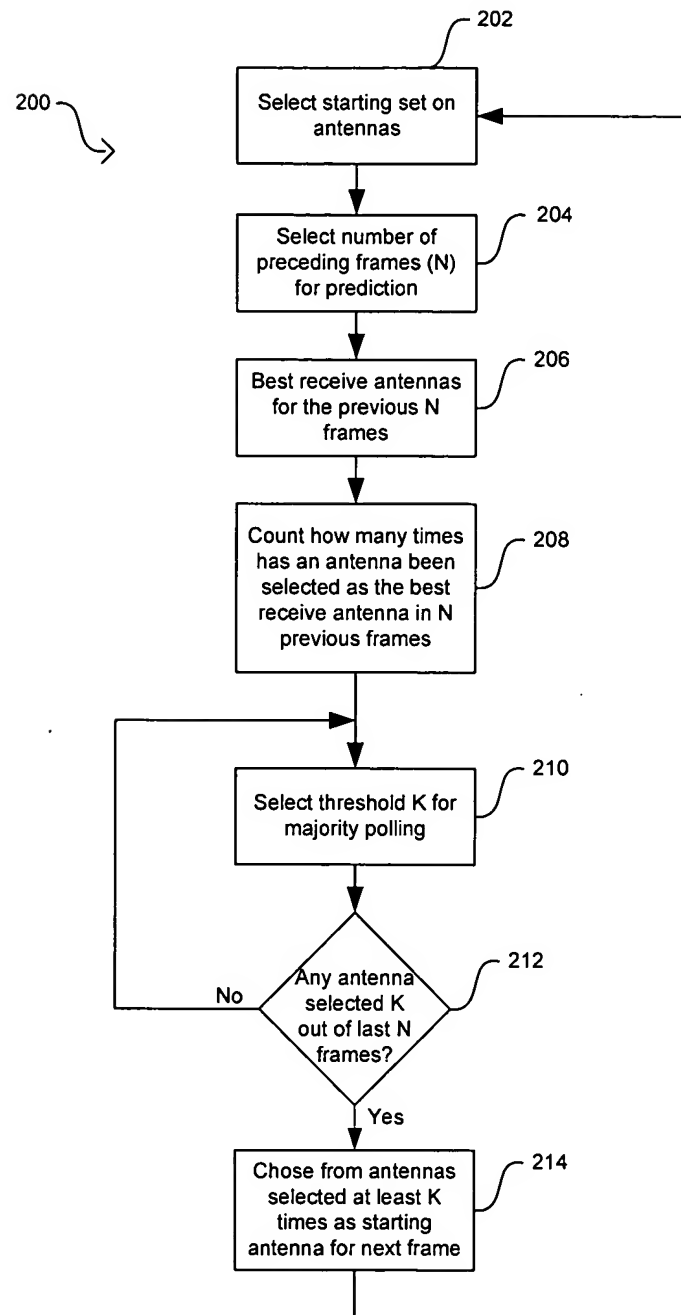 202
200
Select starting set on
antennas
204
Select number of
preceding frames (N)
for prediction
206
Best receive antennas
for the previous N
frames
208
Count how many times
has an antenna been
selected as the best
receive antenna in N
previous frames
210
Select threshold K for
majority polling
212
Any antenna
selected K
out of last N
frames?
No
Yes
214
Chose from antennas
selected at least K
times as starting
antenna for next frame